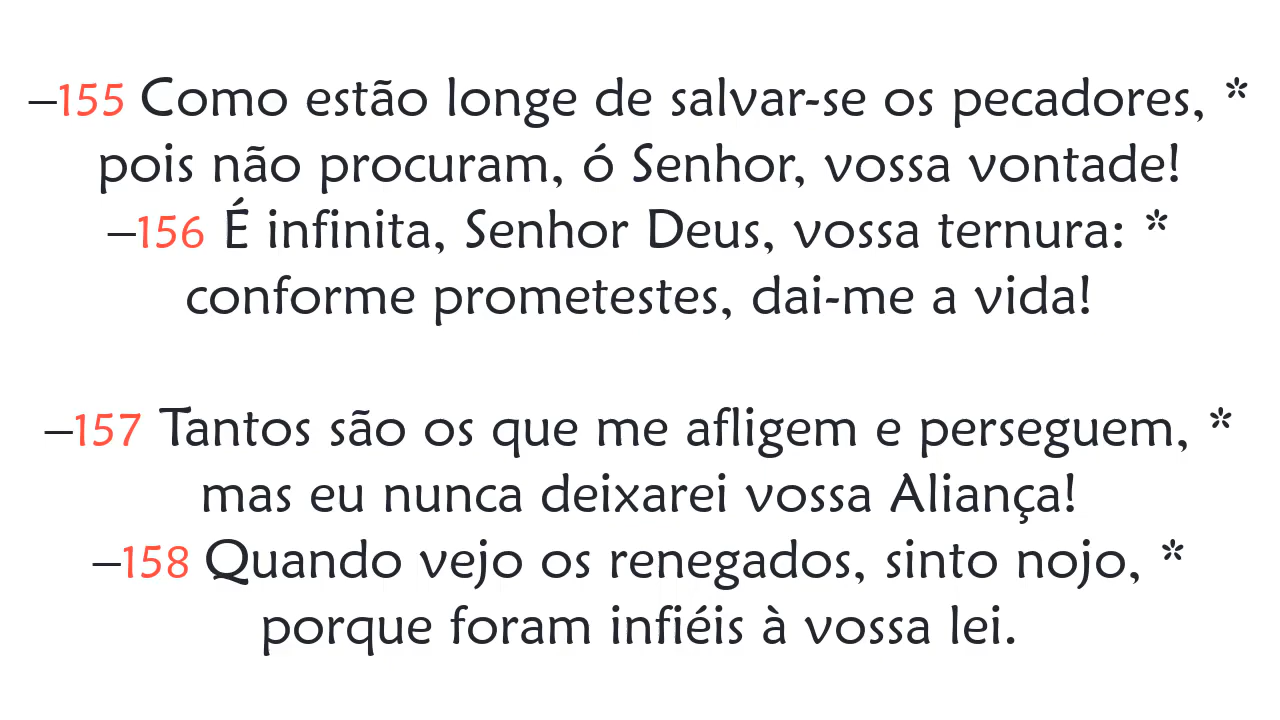 –155 Como estão longe de salvar-se os pecadores, *
pois não procuram, ó Senhor, vossa vontade!
–156 É infinita, Senhor Deus, vossa ternura: *
conforme prometestes, dai-me a vida!
–157 Tantos são os que me afligem e perseguem, *
mas eu nunca deixarei vossa Aliança!
–158 Quando vejo os renegados, sinto nojo, *
porque foram infiéis à vossa lei.